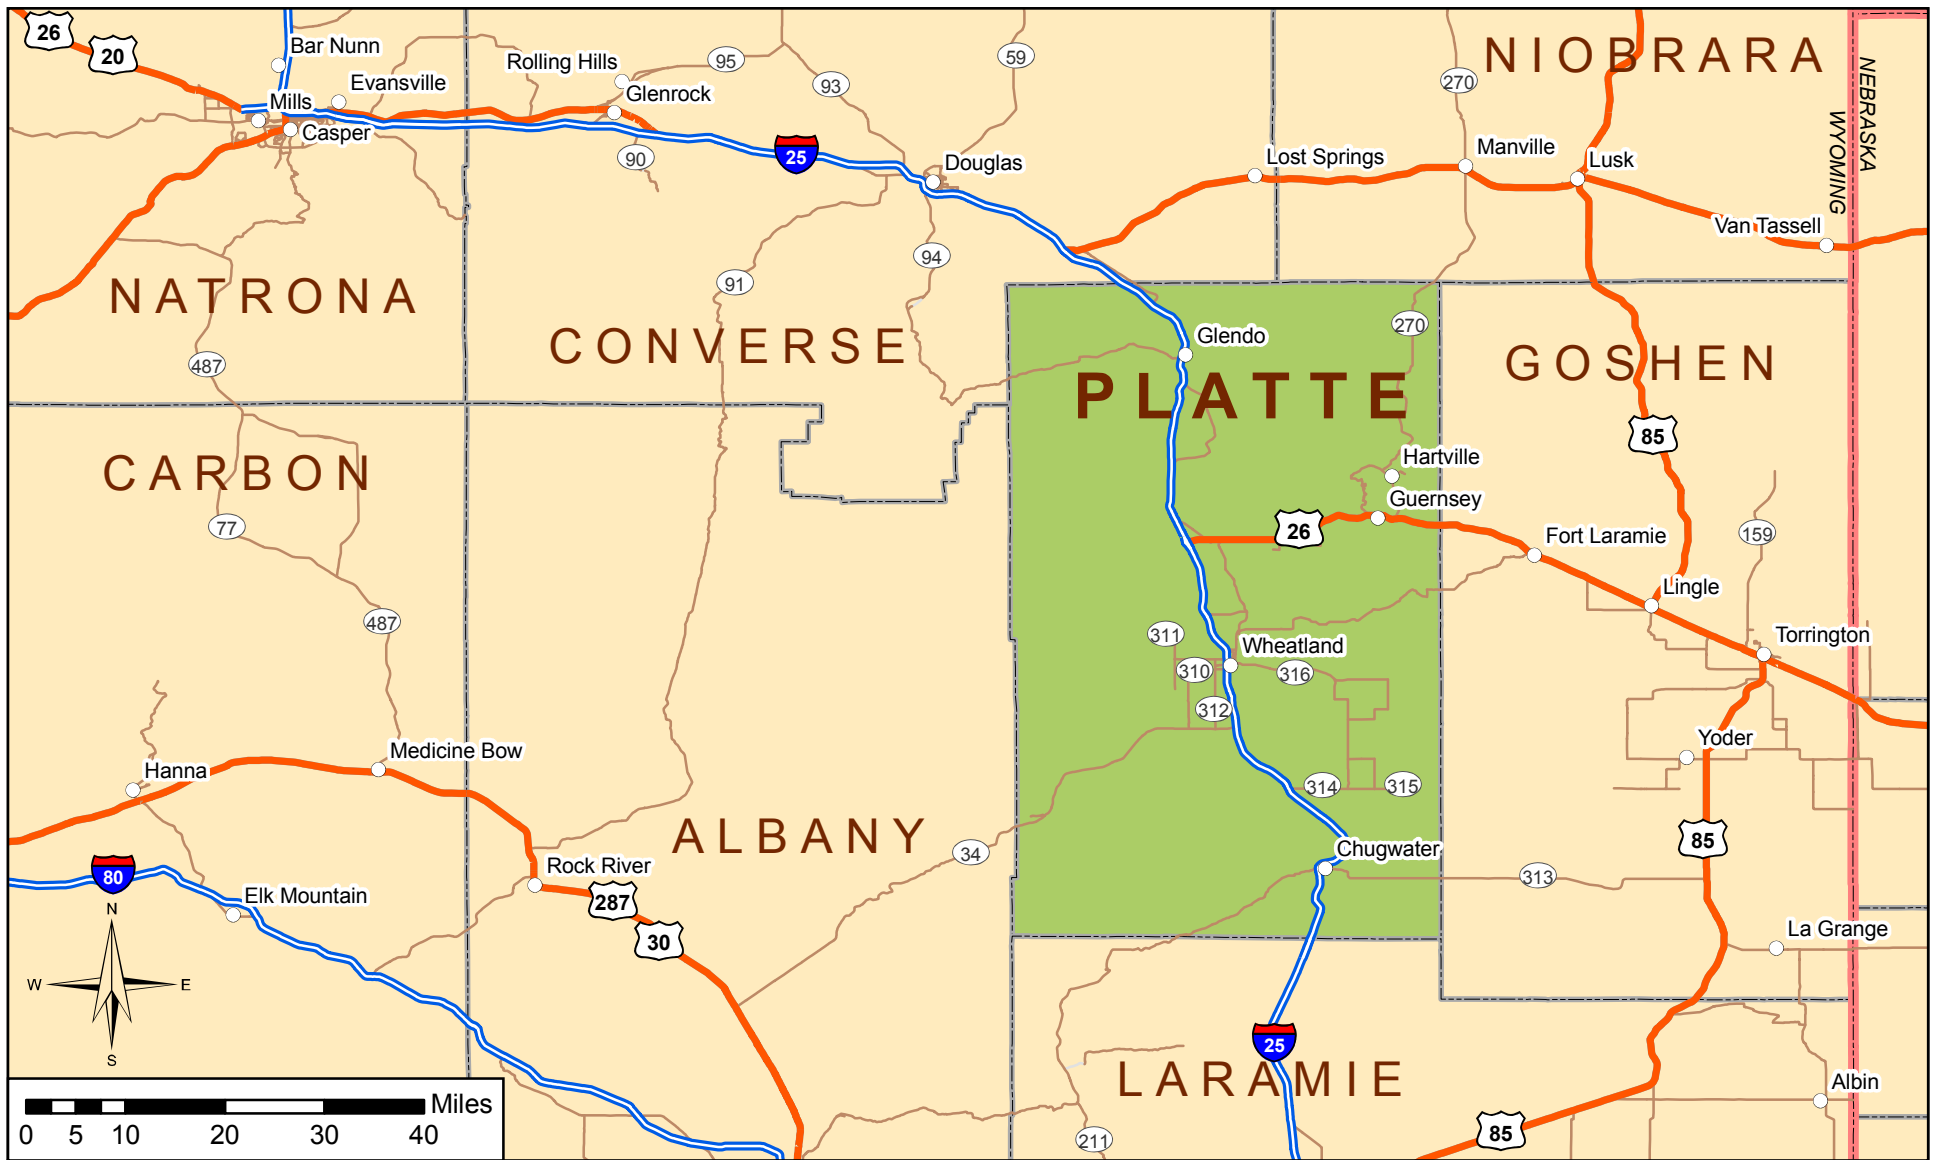 26
20
Bar Nunn
Rolling Hills
95
59
NIOBRARA
NEBRASKA
WYOMING
Evansville
93
270
Mills
Glenrock
Casper
90
25
Douglas
Lost Springs
Manville
Lusk
Van Tassell
94
91
NATRONA
CONVERSE
Glendo
270
GOSHEN
487
PLATTE
85
CARBON
Hartville
Guernsey
77
26
Fort Laramie
159
Lingle
487
311
Wheatland
Torrington
310
316
312
Medicine Bow
Yoder
Hanna
314
315
ALBANY
34
Chugwater
85
80
Rock River
313
Elk Mountain
287
30
La Grange
N
W
E
S
25
LARAMIE
Albin
Miles
0 5 10 20 30 40
211
85